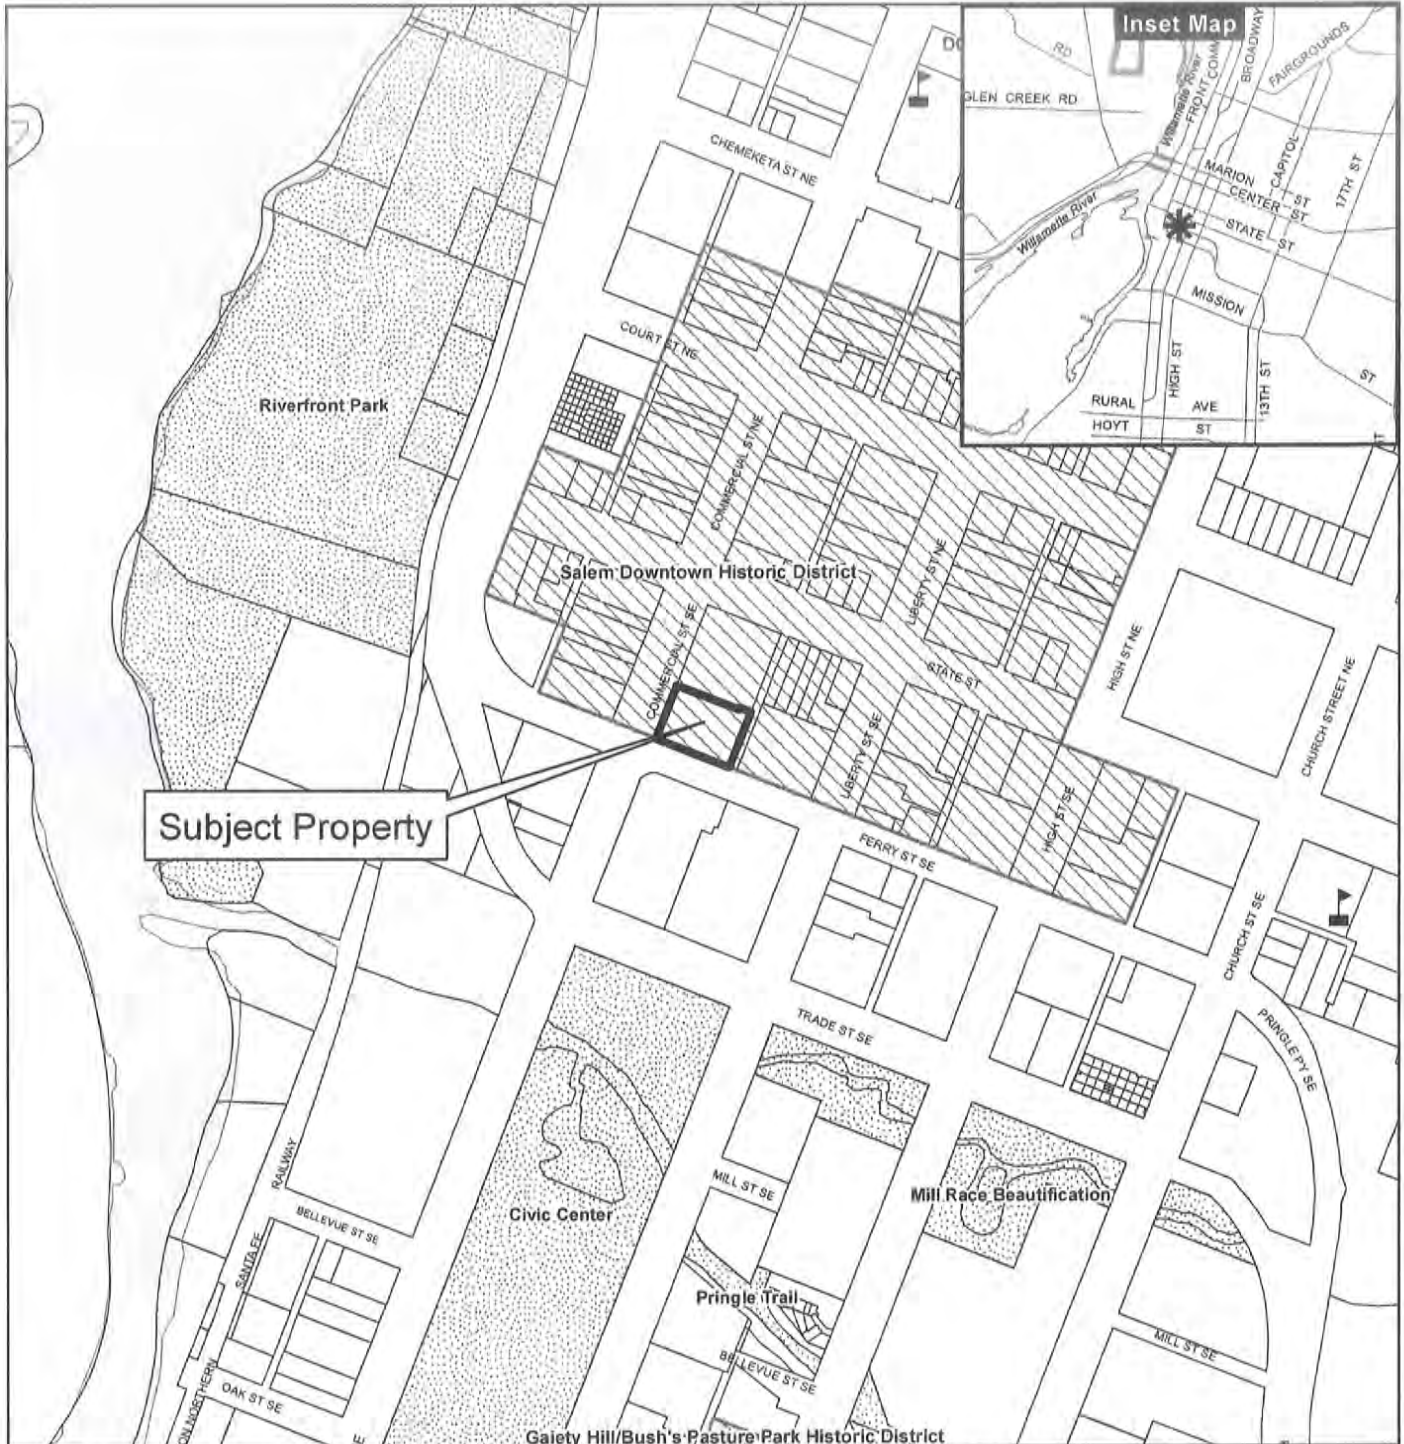 Inset Map
DO
RD
GLEN CREEK RD
Willamette River
FRONT
COMM
BROADWAY
FAIRGROUNDS
MARION
ST
CENTER ST
CAPITOL
17TH ST
STATE ST
Willamette River
MISSION
ST
HIGH ST
13TH ST
RURAL AVE
HOYT ST
CHEMEKETA ST NE
COURT ST NE
Riverfront Park
COMMERCIAL ST NE
Salem Downtown Historic District
LIBERTY ST NE
COMMERCIAL ST SE
STATE ST
HIGH ST NE
CHURCH STREET NE
LIBERTY ST SE
HIGH ST SE
Subject Property
FERRY ST SE
CHURCH ST SE
TRADE ST SE
PRINGLE PY SE
RAILWAY
MILL ST SE
Mill Race Beautification
Civic Center
BELLEVUE ST SE
SANTA FE
Pringle Trail
MILL ST SE
BELLEVUE ST SE
ON NORTHERN
OAK ST SE
E
Gaiety Hill/Bush's Pasture Park Historic District